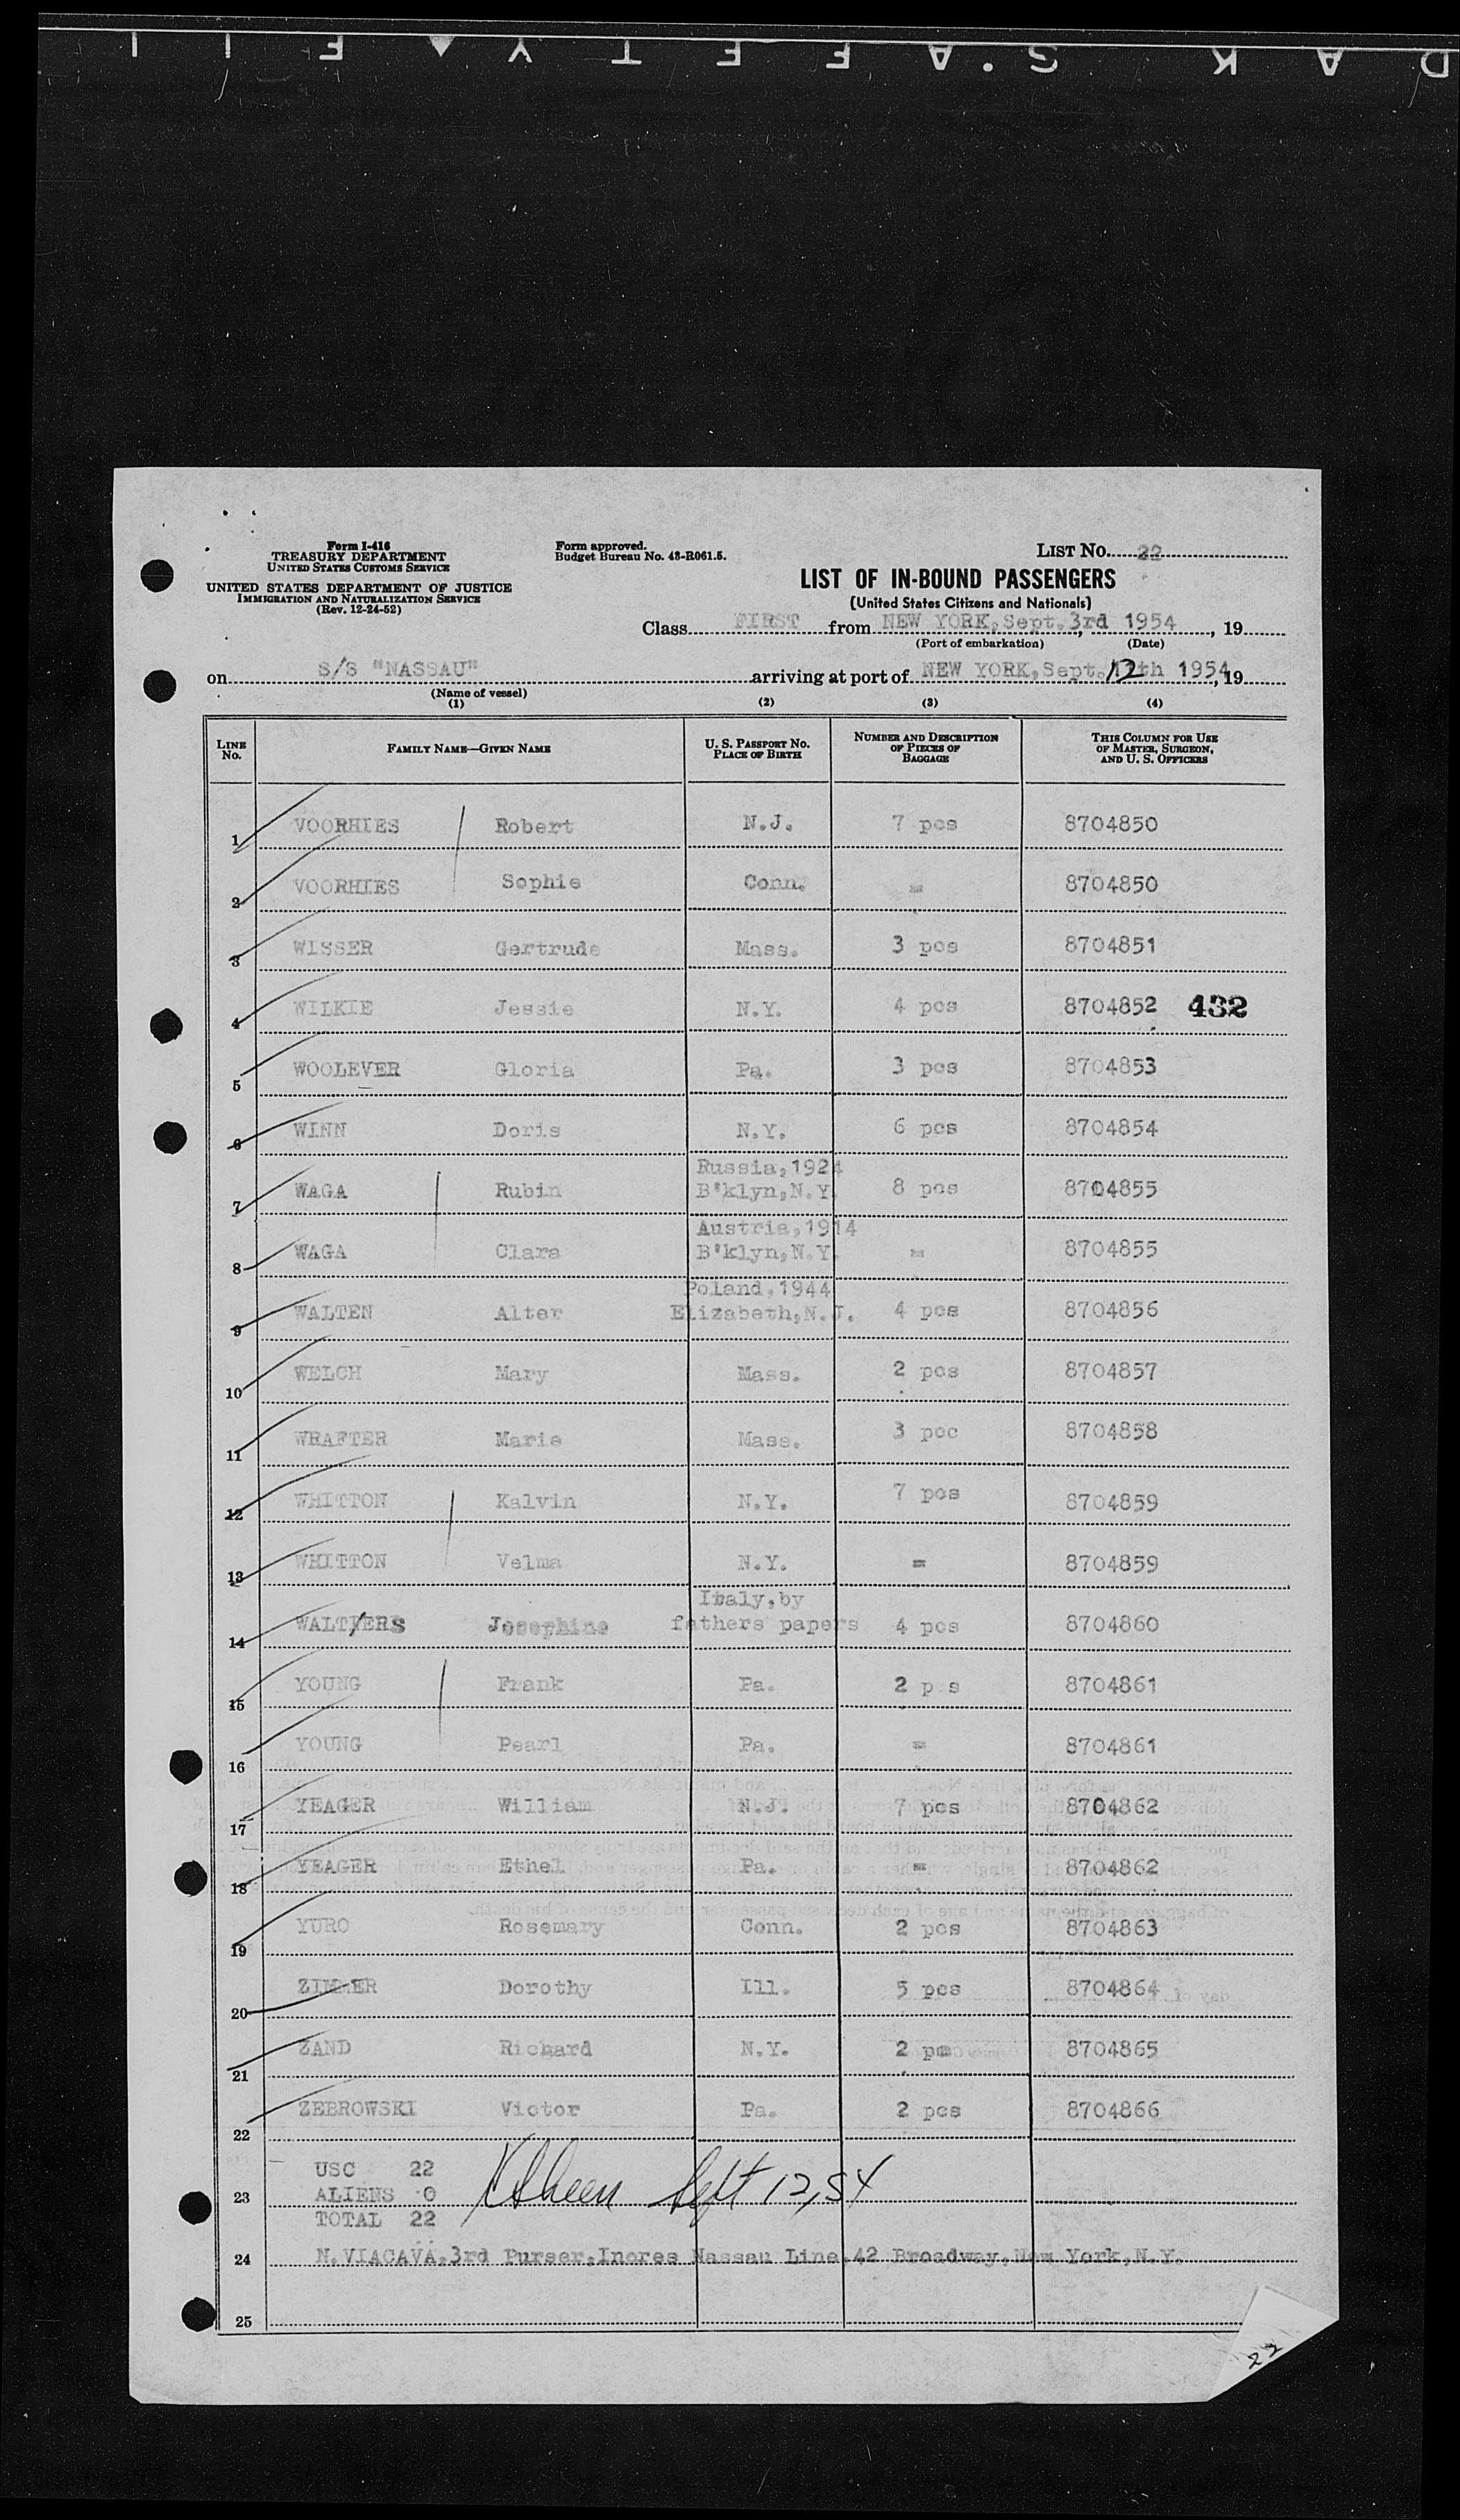 Form I-416
TREASURY DEPARTMENT
UNITED STATES CUSTOMS SERVICE
UNITED STATES DEPARTMENT OF JUSTICE
IMMIGRATION AND NATURALIZATION SERVICE
(Rev. 12-24-52)
Form approved.
Budget Bureau No. 43-R061.5.
LIST No. 22
LIST OF IN-BOUND PASSENGERS
(United States Citizens and Nationals)
Class FIRST from NEW YORK, Sept. 3rd 1954, 19
(Port of embarkation) (Date)
on S/S "NASSAU" arriving at port of NEW YORK, Sept. 12th 1954, 19
(Name of vessel)
(1) (2) (3) (4)
LINE No. FAMILY NAME—GIVEN NAME U. S. PASSPORT No. PLACE OF BIRTH NUMBER AND DESCRIPTION OF PIECES OF BAGGAGE THIS COLUMN FOR USE OF MASTER, SURGEON, AND U. S. OFFICERS
1 VOORHIES Robert N.J. 7 pcs 8704850
2 VOORHIES Sophie Conn. = 8704850
3 WISSER Gertrude Mass. 3 pcs 8704851
4 WILKIE Jessie N.Y. 4 pcs 8704852 432
5 WOOLEVER Gloria Pa. 3 pcs 8704853
6 WINN Doris N.Y. 6 pcs 8704854
Russia, 1924
7 WAGA Rubin B'klyn, N.Y. 8 pcs 8704855
Austria, 1914
8 WAGA Clara B'klyn, N.Y. = 8704855
Poland, 1944
9 WALTEN Alter Elizabeth, N.J. 4 pcs 8704856
10 WELCH Mary Mass. 2 pcs 8704857
11 WRAFTER Marie Mass. 3 pcc 8704858
12 WHITTON Kalvin N.Y. 7 pcs 8704859
13 WHITTON Velma N.Y. = 8704859
Italy, by
14 WALT/ERS Josephine fathers papers 4 pcs 8704860
15 YOUNG Frank Pa. 2 p s 8704861
16 YOUNG Pearl Pa. = 8704861
17 YEAGER William N.J. 7 pcs 8704862
18 YEAGER Ethel Pa. = 8704862
19 YURO Rosemary Conn. 2 pcs 8704863
20 ZIMMER Dorothy Ill. 5 pcs 8704864
21 ZAND Richard N.Y. 2 8704865
22 ZEBROWSKI Victor Pa. 2 pcs 8704866
USC 22
23 ALIENS 0 Sept 12, 54
TOTAL 22
24 N. VIACAVA, 3rd Purser, Incres Nassau Line, 42 Broadway, New York, N.Y.
25
22